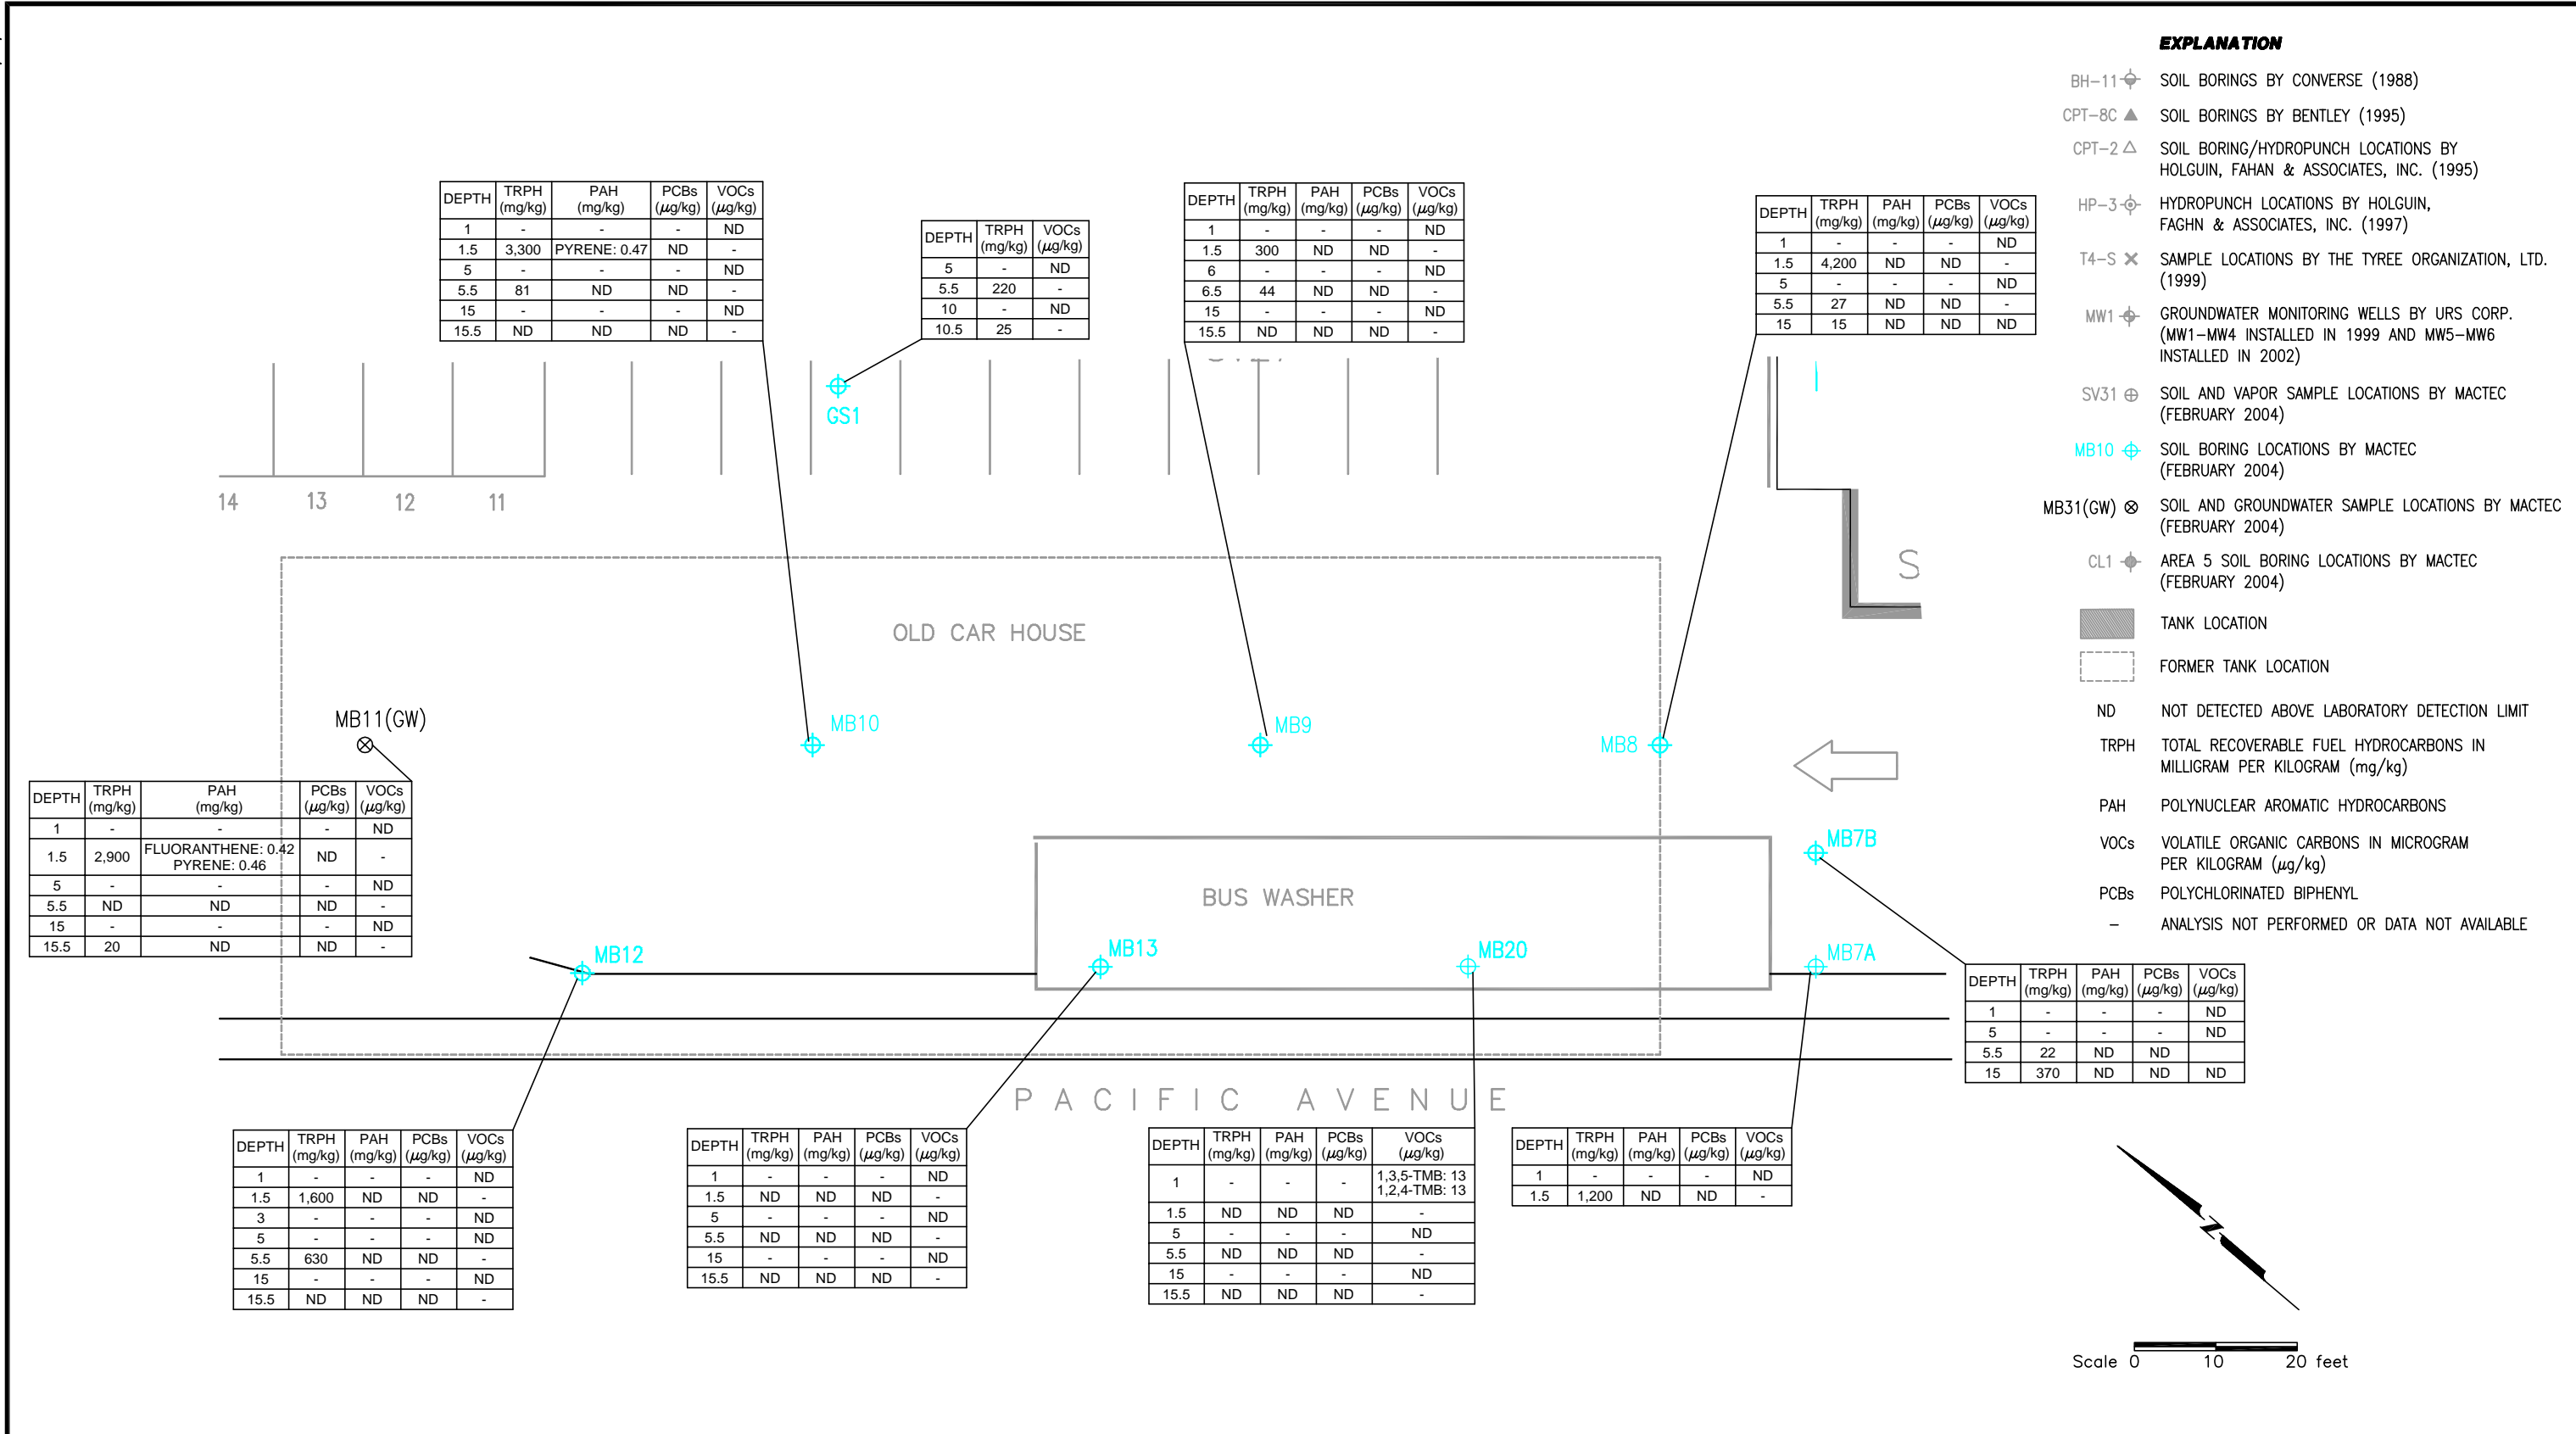 EXPLANATION
BH-11 SOIL BORINGS BY CONVERSE (1988)
CPT-8C SOIL BORINGS BY BENTLEY (1995)
CPT-2 SOIL BORING/HYDROPUNCH LOCATIONS BY
HOLGUIN, FAHAN & ASSOCIATES, INC. (1995)
HP-3 HYDROPUNCH LOCATIONS BY HOLGUIN,
FAGHN & ASSOCIATES, INC. (1997)
T4-S SAMPLE LOCATIONS BY THE TYREE ORGANIZATION, LTD.
(1999)
MW1 GROUNDWATER MONITORING WELLS BY URS CORP.
(MW1-MW4 INSTALLED IN 1999 AND MW5-MW6
INSTALLED IN 2002)
SV31 SOIL AND VAPOR SAMPLE LOCATIONS BY MACTEC
(FEBRUARY 2004)
MB10 SOIL BORING LOCATIONS BY MACTEC
(FEBRUARY 2004)
MB31(GW) SOIL AND GROUNDWATER SAMPLE LOCATIONS BY MACTEC
(FEBRUARY 2004)
CL1 AREA 5 SOIL BORING LOCATIONS BY MACTEC
(FEBRUARY 2004)
TANK LOCATION
FORMER TANK LOCATION
ND NOT DETECTED ABOVE LABORATORY DETECTION LIMIT
TRPH TOTAL RECOVERABLE FUEL HYDROCARBONS IN
MILLIGRAM PER KILOGRAM (mg/kg)
PAH POLYNUCLEAR AROMATIC HYDROCARBONS
VOCs VOLATILE ORGANIC CARBONS IN MICROGRAM
PER KILOGRAM (µg/kg)
PCBs POLYCHLORINATED BIPHENYL
- ANALYSIS NOT PERFORMED OR DATA NOT AVAILABLE
DEPTH TRPH (mg/kg) PAH (mg/kg) PCBs (µg/kg) VOCs (µg/kg)
1 - - - ND
1.5 3,300 PYRENE: 0.47 ND -
5 - - - ND
5.5 81 ND ND -
15 - - - ND
15.5 ND ND ND -
DEPTH TRPH (mg/kg) VOCs (µg/kg)
5 - ND
5.5 220 -
10 - ND
10.5 25 -
DEPTH TRPH (mg/kg) PAH (mg/kg) PCBs (µg/kg) VOCs (µg/kg)
1 - - - ND
1.5 300 ND ND -
6 - - - ND
6.5 44 ND ND -
15 - - - ND
15.5 ND ND ND -
DEPTH TRPH (mg/kg) PAH (mg/kg) PCBs (µg/kg) VOCs (µg/kg)
1 - - - ND
1.5 4,200 ND ND -
5 - - - ND
5.5 27 ND ND -
15 15 ND ND ND
GS1
14 13 12 11
S
OLD CAR HOUSE
MB11(GW)
MB10
MB9
MB8
DEPTH TRPH (mg/kg) PAH (mg/kg) PCBs (µg/kg) VOCs (µg/kg)
1 - - - ND
1.5 2,900 FLUORANTHENE: 0.42 PYRENE: 0.46 ND -
5 - - - ND
5.5 ND ND ND -
15 - - - ND
15.5 20 ND ND -
MB7B
BUS WASHER
MB12
MB13
MB20
MB7A
DEPTH TRPH (mg/kg) PAH (mg/kg) PCBs (µg/kg) VOCs (µg/kg)
1 - - - ND
5 - - - ND
5.5 22 ND ND
15 370 ND ND ND
PACIFIC AVENUE
DEPTH TRPH (mg/kg) PAH (mg/kg) PCBs (µg/kg) VOCs (µg/kg)
1 - - - ND
1.5 1,600 ND ND -
3 - - - ND
5 - - - ND
5.5 630 ND ND -
15 - - - ND
15.5 ND ND ND -
DEPTH TRPH (mg/kg) PAH (mg/kg) PCBs (µg/kg) VOCs (µg/kg)
1 - - - ND
1.5 ND ND ND -
5 - - - ND
5.5 ND ND ND -
15 - - - ND
15.5 ND ND ND -
DEPTH TRPH (mg/kg) PAH (mg/kg) PCBs (µg/kg) VOCs (µg/kg)
1 - - - 1,3,5-TMB: 13 1,2,4-TMB: 13
1.5 ND ND ND -
5 - - - ND
5.5 ND ND ND -
15 - - - ND
15.5 ND ND ND -
DEPTH TRPH (mg/kg) PAH (mg/kg) PCBs (µg/kg) VOCs (µg/kg)
1 - - - ND
1.5 1,200 ND ND -
N
Scale 0 10 20 feet